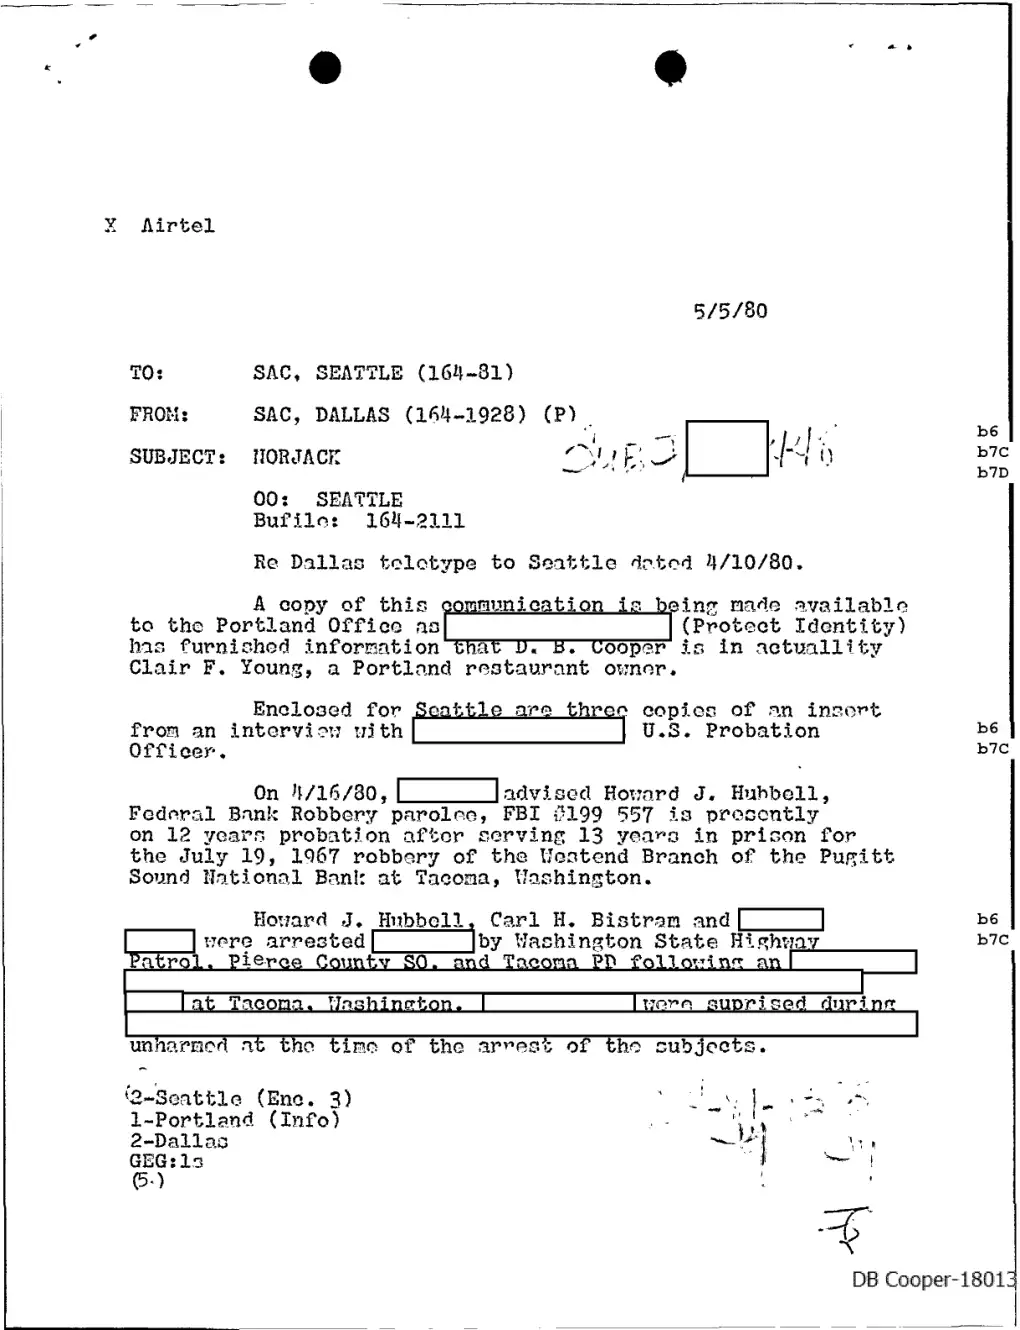 X Airtel
5/5/80
TO: SAC, SEATTLE (164-81)
FROM: SAC, DALLAS (164-1928) (P)
SUBJECT: NORJACK
SUBJ
b6
b7C
b7D
OO: SEATTLE
Bufile: 164-2111
Re Dallas teletype to Seattle dated 4/10/80.
A copy of this communication is being made available
to the Portland Office as (Protect Identity)
has furnished information that D. B. Cooper is in actuallity
Clair F. Young, a Portland restaurant owner.
Enclosed for Seattle are three copies of an insert
from an interview with U.S. Probation
Officer.
b6
b7C
On 4/16/80, advised Howard J. Hubbell,
Federal Bank Robbery parolee, FBI #199 557 is presently
on 12 years probation after serving 13 years in prison for
the July 19, 1967 robbery of the Westend Branch of the Pugitt
Sound National Bank at Tacoma, Washington.
Howard J. Hubbell, Carl H. Bistram and
were arrested by Washington State Highway
Patrol, Pierce County SO, and Tacoma PD following an
at Tacoma, Washington. were suprised during
unharmed at the time of the arrest of the subjects.
b6
b7C
2-Seattle (Enc. 3)
1-Portland (Info)
2-Dallas
GEG:ls
(5)
DB Cooper-18013